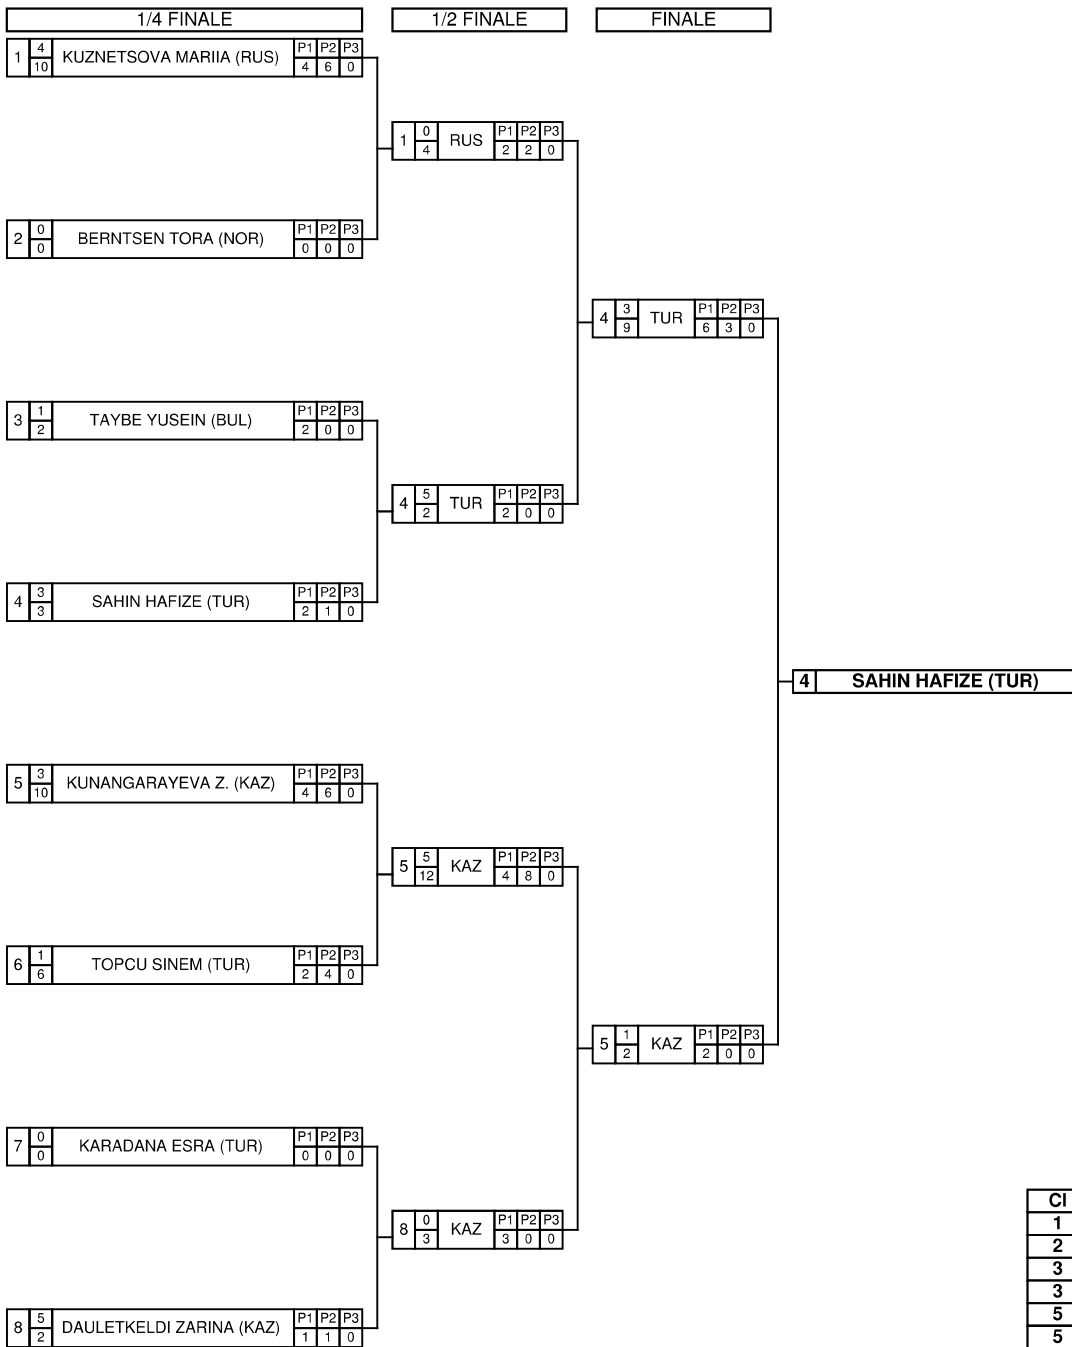 1/4 FINALE 1/2 FINALE FINALE
1 4 10 KUZNETSOVA MARIIA (RUS) P1 P2 P3 4 6 0
1 0 4 RUS P1 P2 P3 2 2 0
2 0 0 BERNTSEN TORA (NOR) P1 P2 P3 0 0 0
4 3 9 TUR P1 P2 P3 6 3 0
3 1 2 TAYBE YUSEIN (BUL) P1 P2 P3 2 0 0
4 5 2 TUR P1 P2 P3 2 0 0
4 3 3 SAHIN HAFIZE (TUR) P1 P2 P3 2 1 0
4 SAHIN HAFIZE (TUR)
5 3 10 KUNANGARAYEVA Z. (KAZ) P1 P2 P3 4 6 0
5 5 12 KAZ P1 P2 P3 4 8 0
6 1 6 TOPCU SINEM (TUR) P1 P2 P3 2 4 0
5 1 2 KAZ P1 P2 P3 2 0 0
7 0 0 KARADANA ESRA (TUR) P1 P2 P3 0 0 0
8 0 3 KAZ P1 P2 P3 3 0 0
8 5 2 DAULETKELDI ZARINA (KAZ) P1 P2 P3 1 1 0
Cl
1
2
3
3
5
5